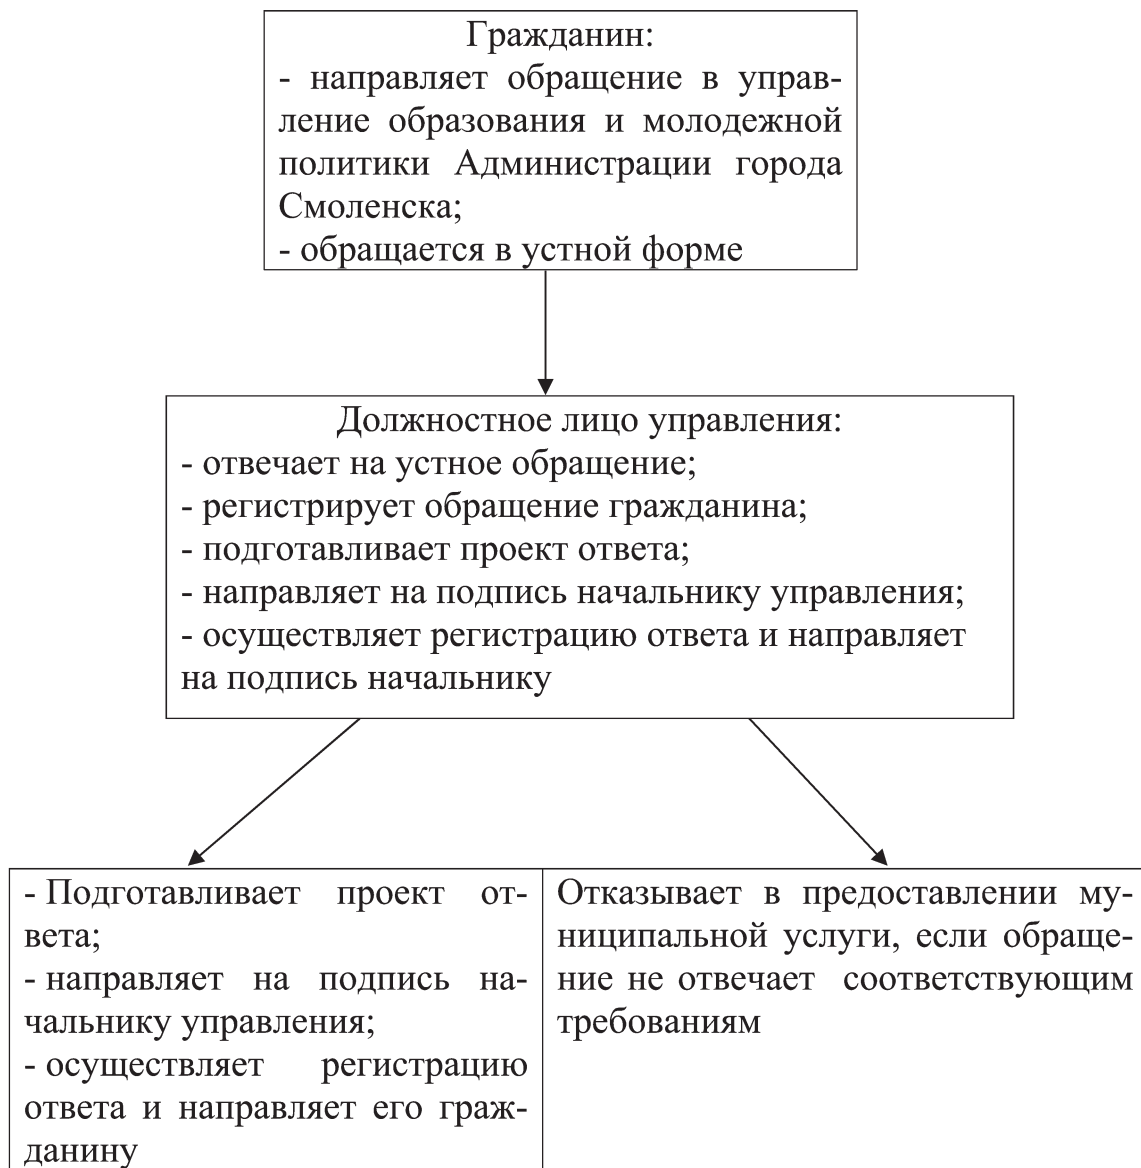 Гражданин:
- направляет обращение в управ-
ление образования и молодежной
политики Администрации города
Смоленска;
- обращается в устной форме
Должностное лицо управления:
- отвечает на устное обращение;
- регистрирует обращение гражданина;
- подготавливает проект ответа;
- направляет на подпись начальнику управления;
- осуществляет регистрацию ответа и направляет
на подпись начальнику
- Подготавливает проект от-
вета;
- направляет на подпись на-
чальнику управления;
- осуществляет регистрацию
ответа и направляет его граж-
данину
Отказывает в предоставлении му-
ниципальной услуги, если обраще-
ние не отвечает соответствующим
требованиям